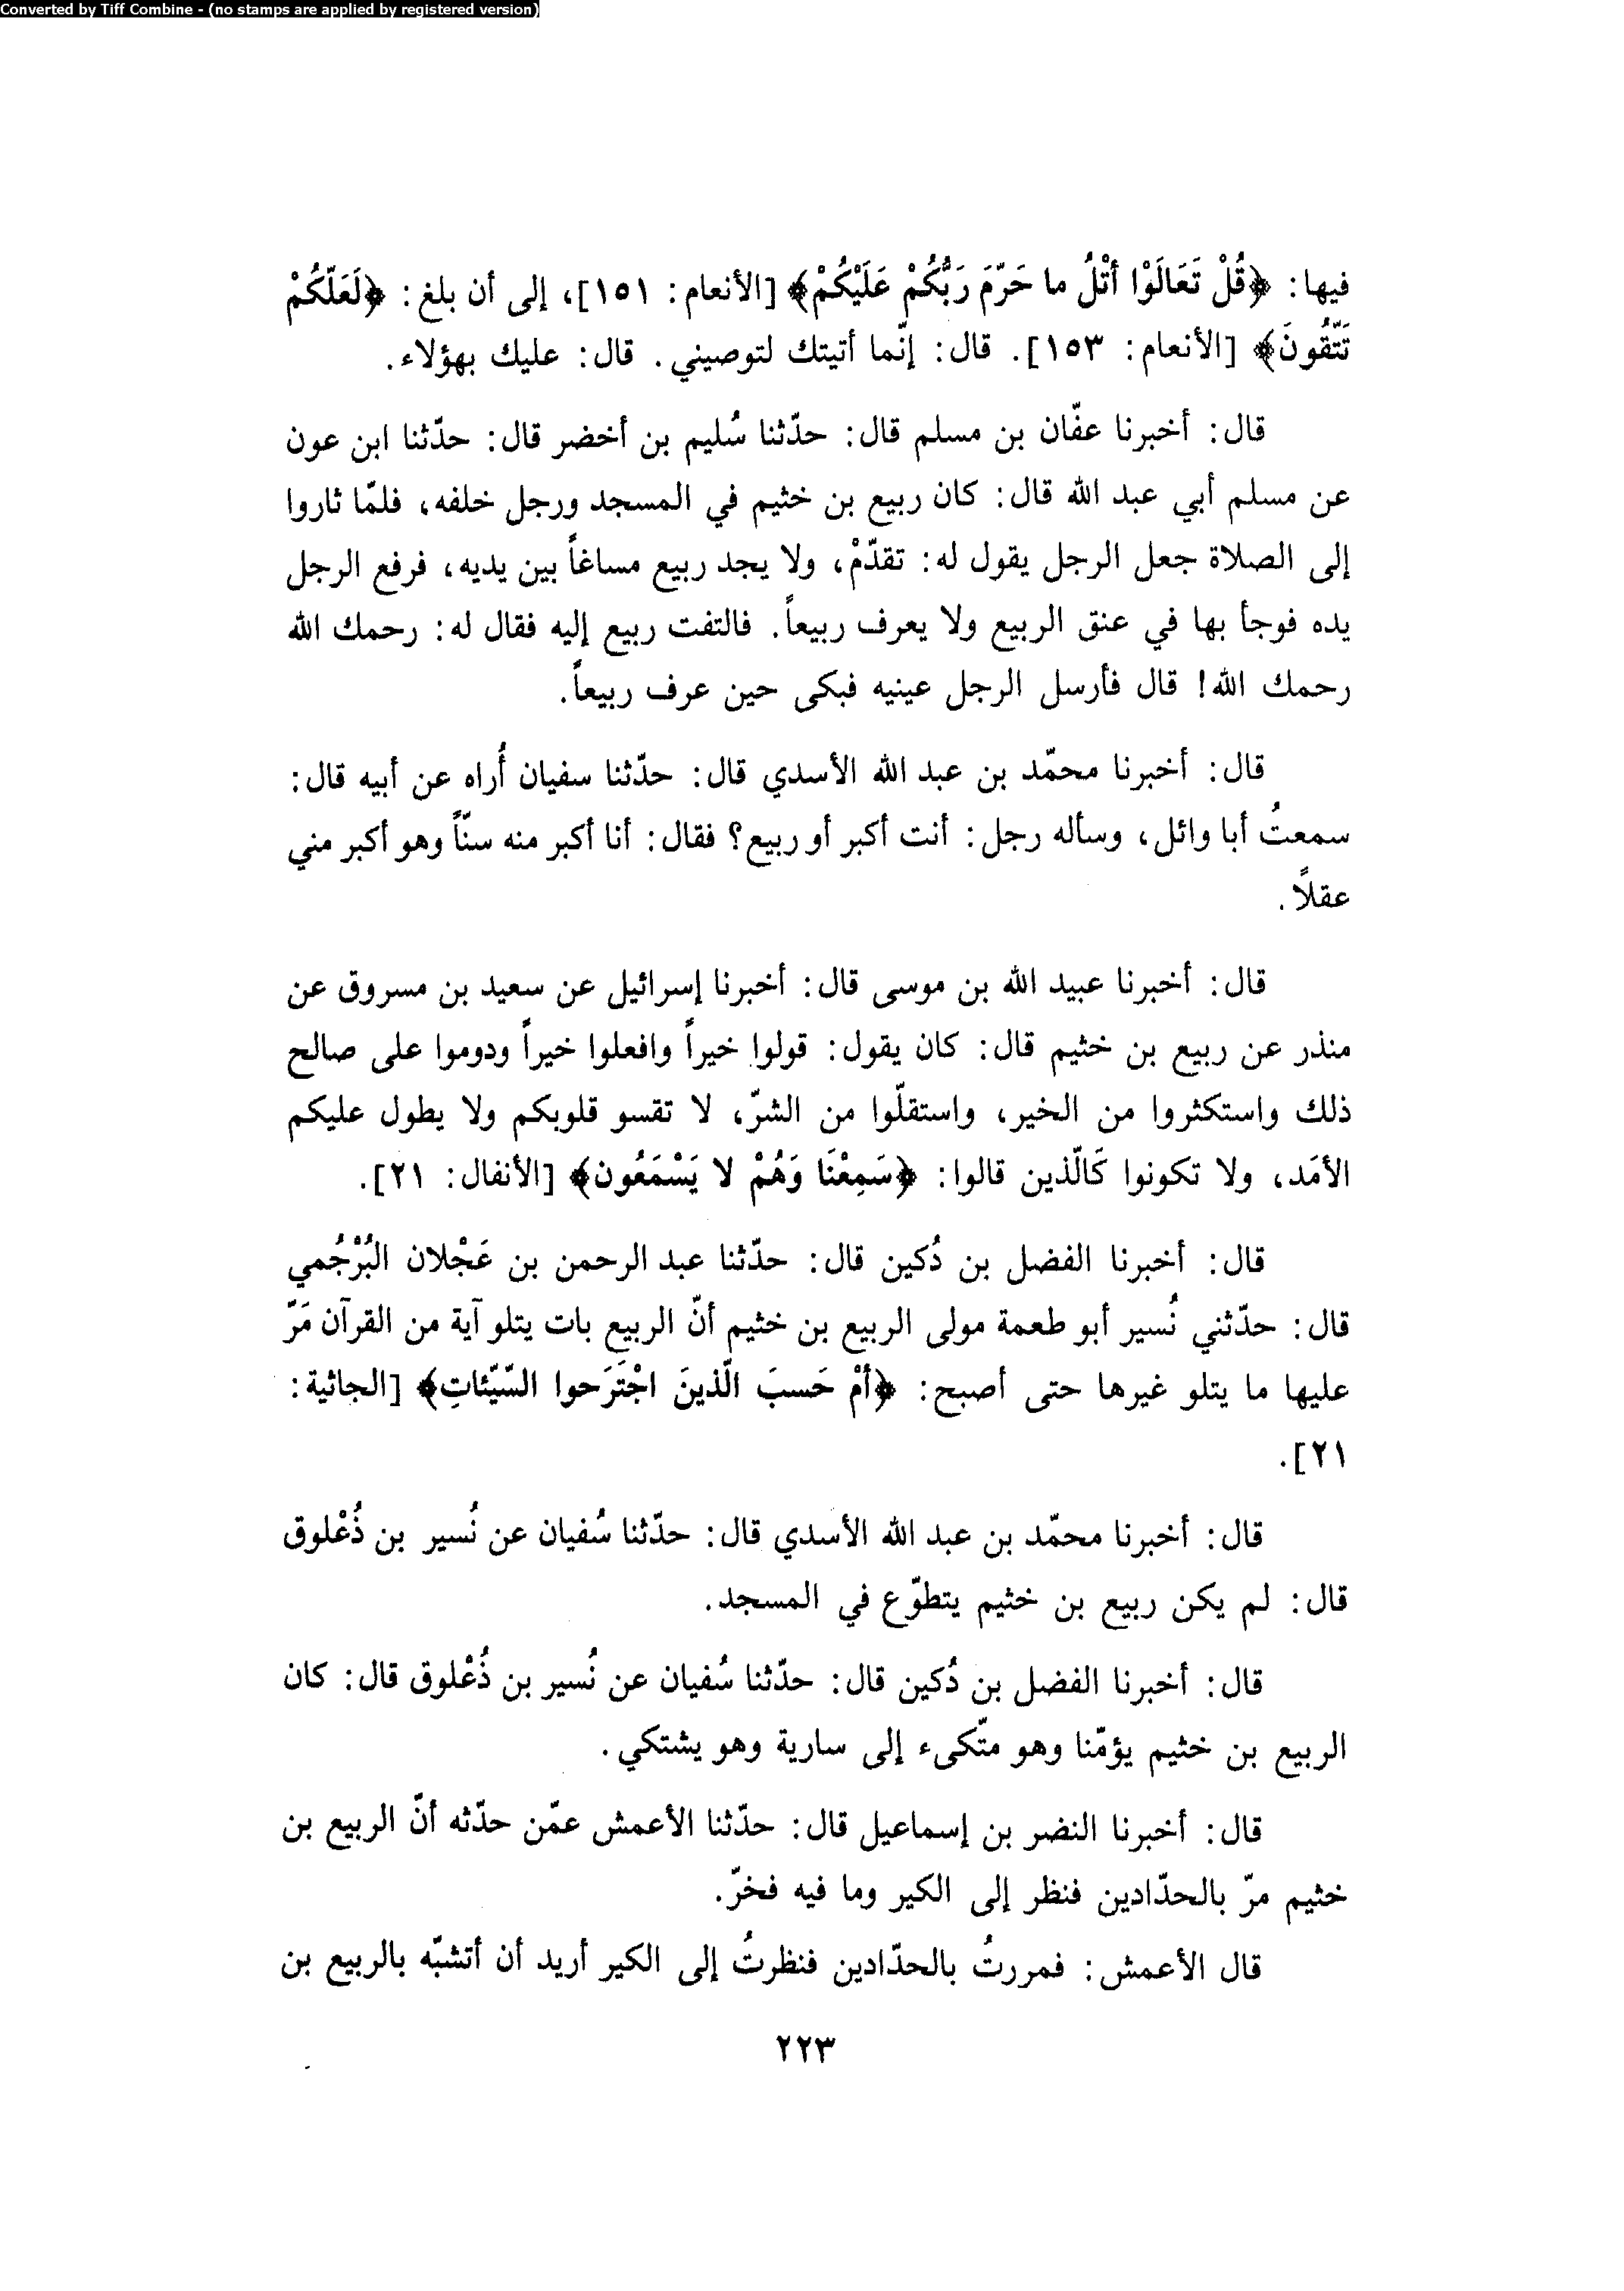 Converted by Tiff Combine - (no stamps are applied by registered version)
فيها: ﴿قُلْ تَعَالَوْا أتْلُ ما حَرّمَ رَبُّكُمْ عَلَيْكُمْ﴾ [الأنعام: ١٥١]، إلى أن بلغ: ﴿لَعَلّكُمْ
تَتّقُونَ﴾ [الأنعام: ١٥٣]. قال: إنّما أتيتك لتوصيني. قال: عليك بهؤلاء.
قال: أخبرنا عفّان بن مسلم قال: حدّثنا سُليم بن أخضر قال: حدّثنا ابن عون
عن مسلم أبي عبد الله قال: كان ربيع بن خثيم في المسجد ورجل خلفه، فلمّا ثاروا
إلى الصلاة جعل الرجل يقول له: تقدّمْ، ولا يجد ربيع مساغاً بين يديه، فرفع الرجل
يده فوجأ بها في عنق الربيع ولا يعرف ربيعاً. فالتفت ربيع إليه فقال له: رحمك الله
رحمك الله! قال فأرسل الرجل عينيه فبكى حين عرف ربيعاً.
قال: أخبرنا محمّد بن عبد الله الأسدي قال: حدّثنا سفيان أُراه عن أبيه قال:
سمعتُ أبا وائل، وسأله رجل: أنت أكبر أو ربيع؟ فقال: أنا أكبر منه سنّاً وهو أكبر مني
عقلاً.
قال: أخبرنا عبيد الله بن موسى قال: أخبرنا إسرائيل عن سعيد بن مسروق عن
منذر عن ربيع بن خثيم قال: كان يقول: قولوا خيراً وافعلوا خيراً ودوموا على صالح
ذلك واستكثروا من الخير، واستقلّوا من الشرّ، لا تقسو قلوبكم ولا يطول عليكم
الأمَد، ولا تكونوا كَالّذين قالوا: ﴿سَمِعْنَا وَهُمْ لا يَسْمَعُون﴾ [الأنفال: ٢١].
قال: أخبرنا الفضل بن دُكين قال: حدّثنا عبد الرحمن بن عَجْلان البُرْجُمي
قال: حدّثني نُسير أبو طعمة مولى الربيع بن خثيم أنّ الربيع بات يتلو آية من القرآن مَرّ
عليها ما يتلو غيرها حتى أصبح: ﴿أمْ حَسبَ الّذينَ اجْتَرَحوا السّيّئاتِ﴾ [الجاثية:
٢١].
قال: أخبرنا محمّد بن عبد الله الأسدي قال: حدّثنا سُفيان عن نُسير بن ذُعْلوق
قال: لم يكن ربيع بن خثيم يتطوّع في المسجد.
قال: أخبرنا الفضل بن دُكين قال: حدّثنا سُفيان عن نُسير بن ذُعْلوق قال: كان
الربيع بن خثيم يؤمّنا وهو متّكىء إلى سارية وهو يشتكي.
قال: أخبرنا النضر بن إسماعيل قال: حدّثنا الأعمش عمّن حدّثه أنّ الربيع بن
خثيم مرّ بالحدّادين فنظر إلى الكير وما فيه فخرّ.
قال الأعمش: فمررتُ بالحدّادين فنظرتُ إلى الكير أريد أن أتشبّه بالربيع بن
٢٢٣